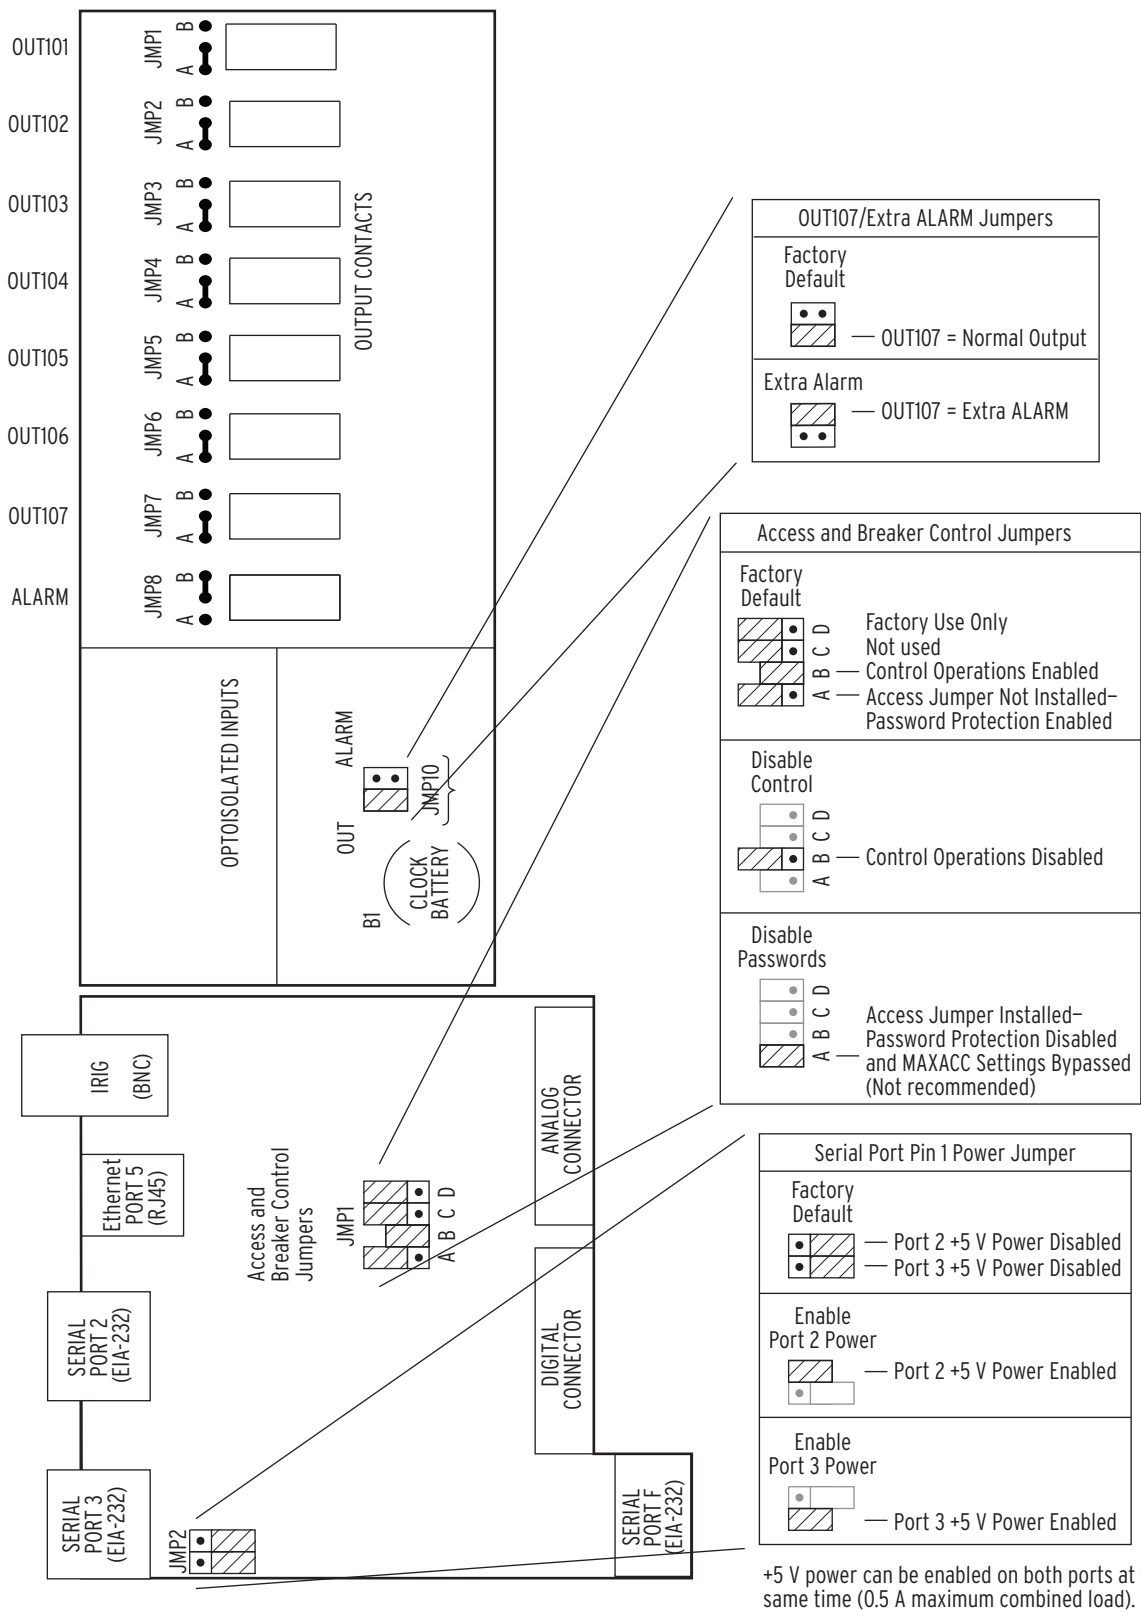 OUT101
JMP1
A
B
OUT102
JMP2
A
B
OUT103
JMP3
A
B
OUT104
JMP4
A
B
OUT105
JMP5
A
B
OUT106
JMP6
A
B
OUT107
JMP7
A
B
ALARM
JMP8
A
B
OUTPUT CONTACTS
OPTOISOLATED INPUTS
OUT
ALARM
JMP10
B1
CLOCK
BATTERY
OUT107/Extra ALARM Jumpers
Factory
Default
— OUT107 = Normal Output
Extra Alarm
— OUT107 = Extra ALARM
Access and Breaker Control Jumpers
Factory
Default
D Factory Use Only
C Not used
B — Control Operations Enabled
A — Access Jumper Not Installed–
Password Protection Enabled
Disable
Control
D
C
B — Control Operations Disabled
A
Disable
Passwords
D
C
B
Access Jumper Installed–
Password Protection Disabled
A — and MAXACC Settings Bypassed
(Not recommended)
IRIG
(BNC)
Ethernet
PORT 5
(RJ45)
SERIAL
PORT 2
(EIA-232)
SERIAL
PORT 3
(EIA-232)
Access and
Breaker Control
Jumpers
JMP1
A B C D
ANALOG
CONNECTOR
DIGITAL
CONNECTOR
JMP2
SERIAL
PORT F
(EIA-232)
Serial Port Pin 1 Power Jumper
Factory
Default
— Port 2 +5 V Power Disabled
— Port 3 +5 V Power Disabled
Enable
Port 2 Power
— Port 2 +5 V Power Enabled
Enable
Port 3 Power
— Port 3 +5 V Power Enabled
+5 V power can be enabled on both ports at
same time (0.5 A maximum combined load).